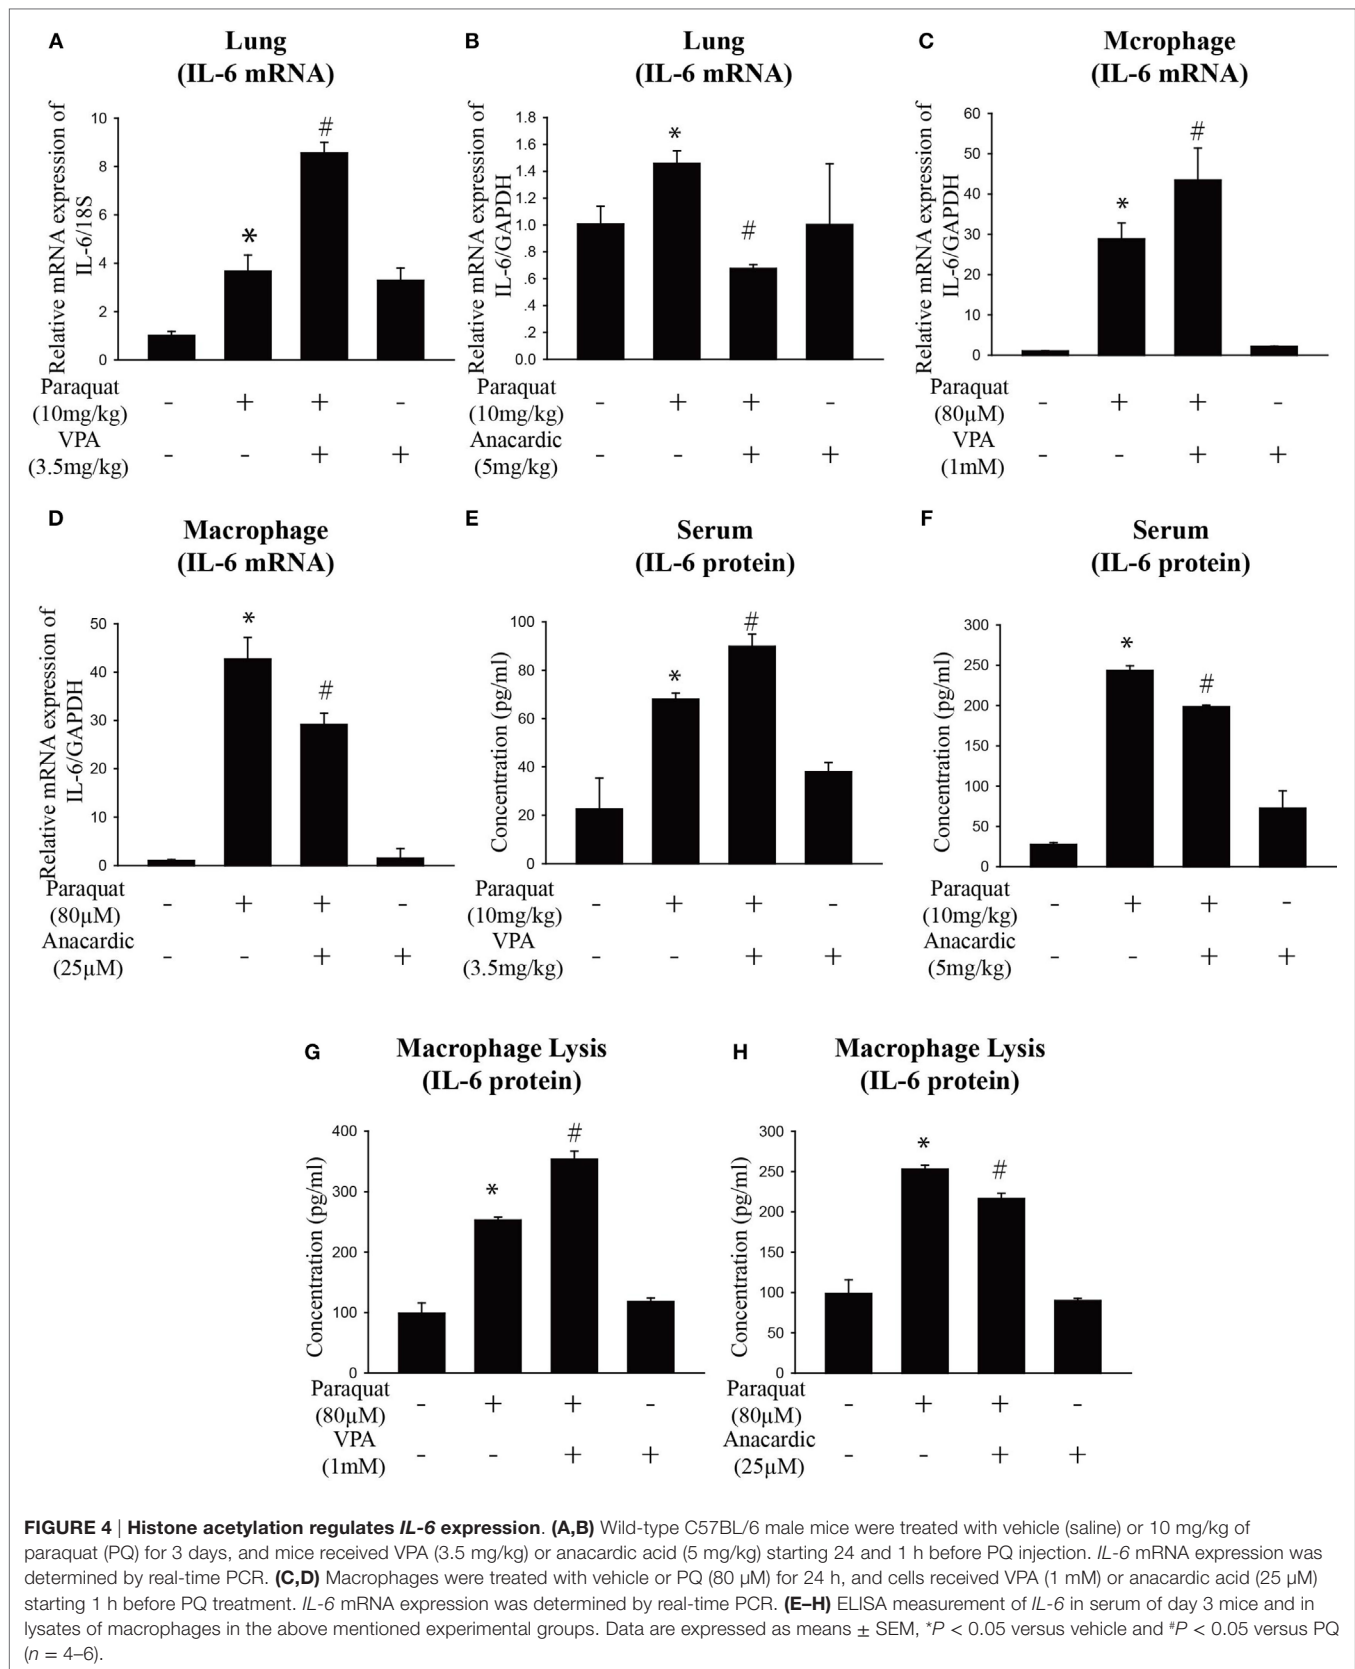 A
Lung
(IL-6 mRNA)
Relative mRNA expression of
IL-6/18S
10
8
6
4
2
0
*
#
Paraquat
(10mg/kg)
- + + -
VPA
(3.5mg/kg)
- - + +
B
Lung
(IL-6 mRNA)
Relative mRNA expression of
IL-6/GAPDH
1.8
1.6
1.4
1.2
1.0
.8
.6
.4
.2
0.0
*
#
Paraquat
(10mg/kg)
- + + -
Anacardic
(5mg/kg)
- - + +
C
Mcrophage
(IL-6 mRNA)
Relative mRNA expression of
IL-6/GAPDH
60
50
40
30
20
10
0
*
#
Paraquat
(80µM)
- + + -
VPA
(1mM)
- - + +
D
Macrophage
(IL-6 mRNA)
Relative mRNA expression of
IL-6/GAPDH
50
40
30
20
10
0
*
#
Paraquat
(80µM)
- + + -
Anacardic
(25µM)
- - + +
E
Serum
(IL-6 protein)
Concentration (pg/ml)
100
80
60
40
20
0
*
#
Paraquat
(10mg/kg)
- + + -
VPA
(3.5mg/kg)
- - + +
F
Serum
(IL-6 protein)
Concentration (pg/ml)
300
250
200
150
100
50
0
*
#
Paraquat
(10mg/kg)
- + + -
Anacardic
(5mg/kg)
- - + +
G
Macrophage Lysis
(IL-6 protein)
Concentration (pg/ml)
400
300
200
100
0
*
#
Paraquat
(80µM)
- + + -
VPA
(1mM)
- - + +
H
Macrophage Lysis
(IL-6 protein)
Concentration (pg/ml)
300
250
200
150
100
50
0
*
#
Paraquat
(80µM)
- + + -
Anacardic
(25µM)
- - + +
FIGURE 4 | Histone acetylation regulates IL-6 expression. (A,B) Wild-type C57BL/6 male mice were treated with vehicle (saline) or 10 mg/kg of
paraquat (PQ) for 3 days, and mice received VPA (3.5 mg/kg) or anacardic acid (5 mg/kg) starting 24 and 1 h before PQ injection. IL-6 mRNA expression was
determined by real-time PCR. (C,D) Macrophages were treated with vehicle or PQ (80 µM) for 24 h, and cells received VPA (1 mM) or anacardic acid (25 µM)
starting 1 h before PQ treatment. IL-6 mRNA expression was determined by real-time PCR. (E–H) ELISA measurement of IL-6 in serum of day 3 mice and in
lysates of macrophages in the above mentioned experimental groups. Data are expressed as means ± SEM, *P < 0.05 versus vehicle and #P < 0.05 versus PQ
(n = 4–6).